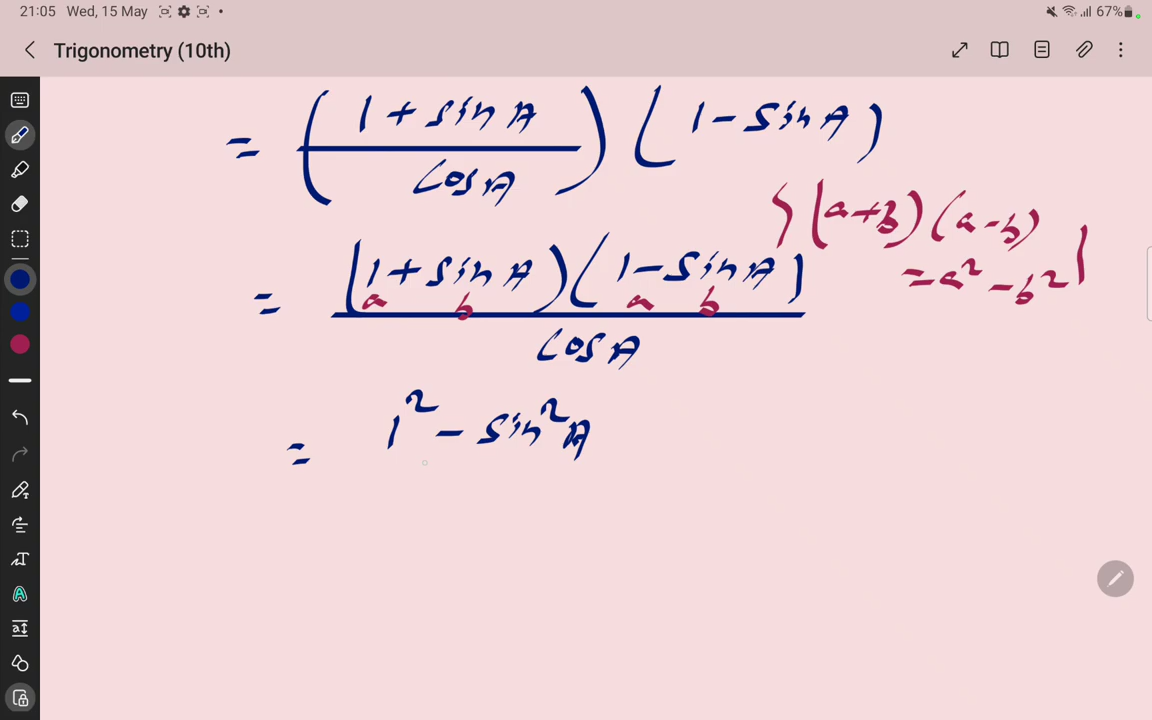 21:05 Wed, 15 May 67%
Trigonometry (10th)
= (1 + sin A / cos A) (1 - sin A)
{(a+b) (a-b)
= a² - b²}
= (1 + sin A) (1 - sin A) / cos A
a b a b
= 1² - sin² A